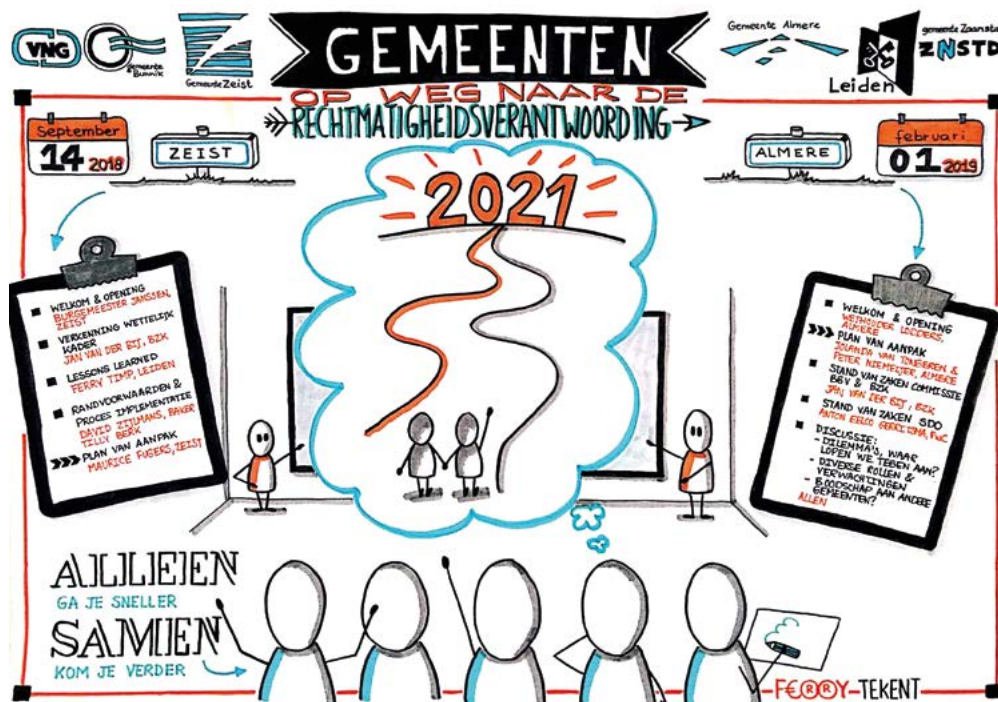 VNG
gemeente
Bunnik
Gemeente Zeist
GEMEENTEN
OP WEG NAAR DE
RECHTMATIGHEIDSVERANTWOORDING
Gemeente Almere
Leiden
gemeente Zaanstad
ZNSTD
September
14 2018
ZEIST
ALMERE
februari
01 2019
2021
WELKOM & OPENING
BURGEMEESTER JANSSEN,
ZEIST
VERKENNING WETTELIJK
KADER
JAN VAN DER BIJ, BZK
LESSONS LEARNED
FERRY TIMP, LEIDEN
RANDVOORWAARDEN &
PROCES IMPLEMENTATIE
DAVID ZIJLMANS, BAKER
TILLY BERK
PLAN VAN AANPAK
MAURICE FUGERS, ZEIST
WELKOM & OPENING
WETHOUDER LODDERS,
ALMERE
PLAN VAN AANPAK
JOLANDA VAN TONGEREN &
PETER NIEMEIJER, ALMERE
STAND VAN ZAKEN COMMISSIE
BBV & BZK
JAN VAN DER BIJ, BZK
STAND VAN ZAKEN SDO
ANTON EELCO GERRITSMA, PwC
DISCUSSIE:
- DILEMMA'S, WAAR
LOPEN WE TEGEN AAN?
- DIVERSE ROLLEN &
VERWACHTINGEN
- BOODSCHAP AAN ANDERE
GEMEENTEN?
ALLEN
ALLEEN
GA JE SNELLER
SAMEN
KOM JE VERDER
F€®®Y-TEKENT